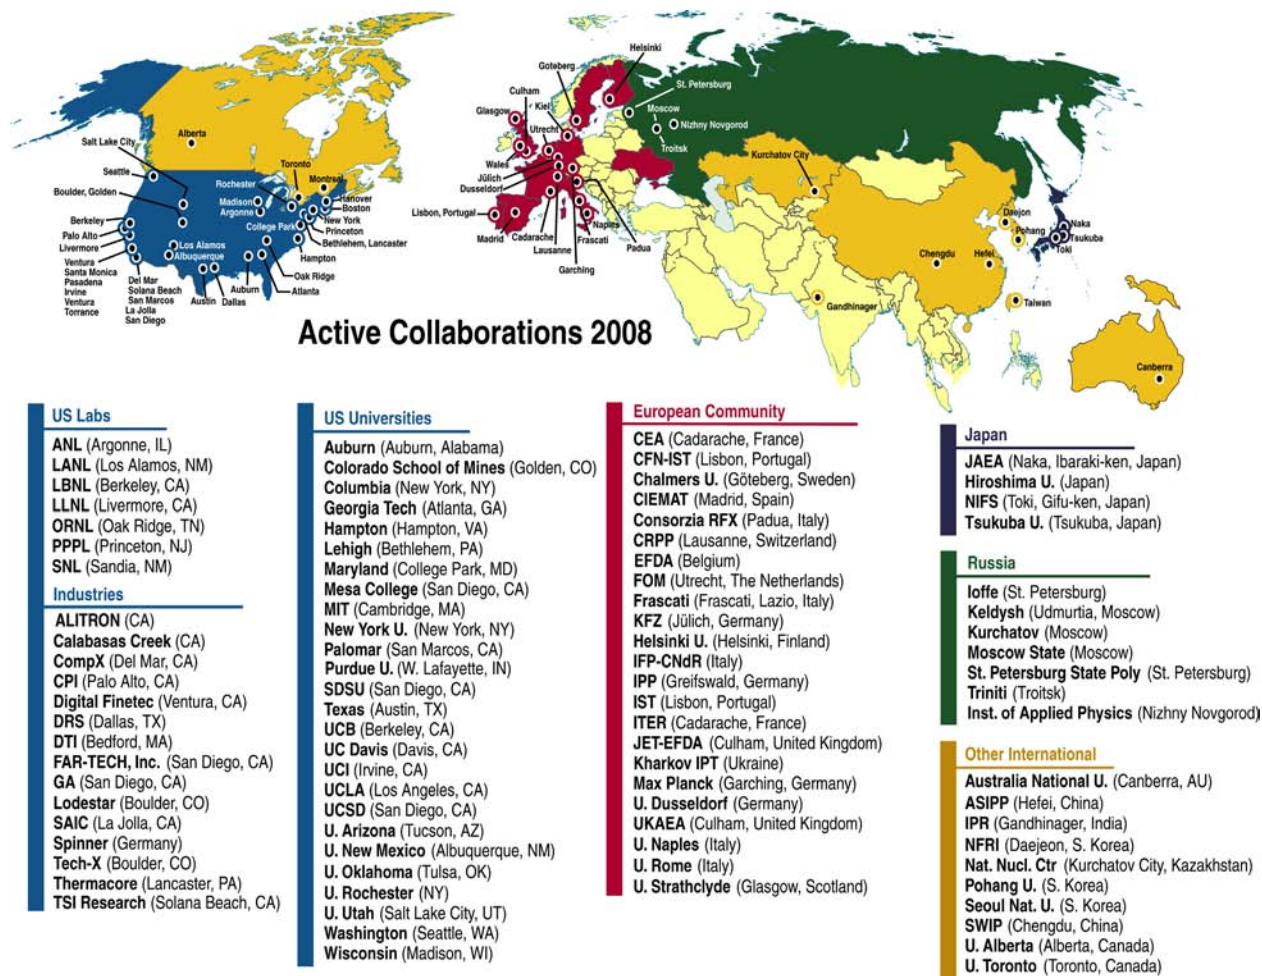 Helsinki
Goteberg
St. Petersburg
Culham
Kiel
Glasgow
Moscow
Nizhny Novgorod
Utrecht
Troitsk
Wales
Jülich
Dusseldorf
Kurchatov City
Lisbon, Portugal
Madrid
Cadarache
Lausanne
Garching
Frascati
Naples
Padua
Alberta
Salt Lake City
Seattle
Toronto
Montreal
Rochester
Boulder, Golden
Madison
Argonne
Hanover
Boston
New York
Princeton
Bethlehem, Lancaster
College Park
Hampton
Berkeley
Palo Alto
Livermore
Los Alamos
Albuquerque
Oak Ridge
Atlanta
Auburn
Dallas
Austin
Ventura
Santa Monica
Pasadena
Irvine
Ventura
Torrance
Del Mar
Solana Beach
San Marcos
La Jolla
San Diego
Daejon
Pohang
Naka
Tsukuba
Toki
Chengdu
Hefei
Gandhinager
Taiwan
Canberra
Active Collaborations 2008
US Labs
ANL (Argonne, IL)
LANL (Los Alamos, NM)
LBNL (Berkeley, CA)
LLNL (Livermore, CA)
ORNL (Oak Ridge, TN)
PPPL (Princeton, NJ)
SNL (Sandia, NM)
Industries
ALITRON (CA)
Calabasas Creek (CA)
CompX (Del Mar, CA)
CPI (Palo Alto, CA)
Digital Finetec (Ventura, CA)
DRS (Dallas, TX)
DTI (Bedford, MA)
FAR-TECH, Inc. (San Diego, CA)
GA (San Diego, CA)
Lodestar (Boulder, CO)
SAIC (La Jolla, CA)
Spinner (Germany)
Tech-X (Boulder, CO)
Thermacore (Lancaster, PA)
TSI Research (Solana Beach, CA)
US Universities
Auburn (Auburn, Alabama)
Colorado School of Mines (Golden, CO)
Columbia (New York, NY)
Georgia Tech (Atlanta, GA)
Hampton (Hampton, VA)
Lehigh (Bethlehem, PA)
Maryland (College Park, MD)
Mesa College (San Diego, CA)
MIT (Cambridge, MA)
New York U. (New York, NY)
Palomar (San Marcos, CA)
Purdue U. (W. Lafayette, IN)
SDSU (San Diego, CA)
Texas (Austin, TX)
UCB (Berkeley, CA)
UC Davis (Davis, CA)
UCI (Irvine, CA)
UCLA (Los Angeles, CA)
UCSD (San Diego, CA)
U. Arizona (Tucson, AZ)
U. New Mexico (Albuquerque, NM)
U. Oklahoma (Tulsa, OK)
U. Rochester (NY)
U. Utah (Salt Lake City, UT)
Washington (Seattle, WA)
Wisconsin (Madison, WI)
European Community
CEA (Cadarache, France)
CFN-IST (Lisbon, Portugal)
Chalmers U. (Göteberg, Sweden)
CIEMAT (Madrid, Spain)
Consorzia RFX (Padua, Italy)
CRPP (Lausanne, Switzerland)
EFDA (Belgium)
FOM (Utrecht, The Netherlands)
Frascati (Frascati, Lazio, Italy)
KFZ (Jülich, Germany)
Helsinki U. (Helsinki, Finland)
IFP-CNdR (Italy)
IPP (Greifswald, Germany)
IST (Lisbon, Portugal)
ITER (Cadarache, France)
JET-EFDA (Culham, United Kingdom)
Kharkov IPT (Ukraine)
Max Planck (Garching, Germany)
U. Dusseldorf (Germany)
UKAEA (Culham, United Kingdom)
U. Naples (Italy)
U. Rome (Italy)
U. Strathclyde (Glasgow, Scotland)
Japan
JAEA (Naka, Ibaraki-ken, Japan)
Hiroshima U. (Japan)
NIFS (Toki, Gifu-ken, Japan)
Tsukuba U. (Tsukuba, Japan)
Russia
Ioffe (St. Petersburg)
Keldysh (Udmurtia, Moscow)
Kurchatov (Moscow)
Moscow State (Moscow)
St. Petersburg State Poly (St. Petersburg)
Triniti (Troitsk)
Inst. of Applied Physics (Nizhny Novgorod)
Other International
Australia National U. (Canberra, AU)
ASIPP (Hefei, China)
IPR (Gandhinager, India)
NFRI (Daejeon, S. Korea)
Nat. Nucl. Ctr (Kurchatov City, Kazakhstan)
Pohang U. (S. Korea)
Seoul Nat. U. (S. Korea)
SWIP (Chengdu, China)
U. Alberta (Alberta, Canada)
U. Toronto (Toronto, Canada)